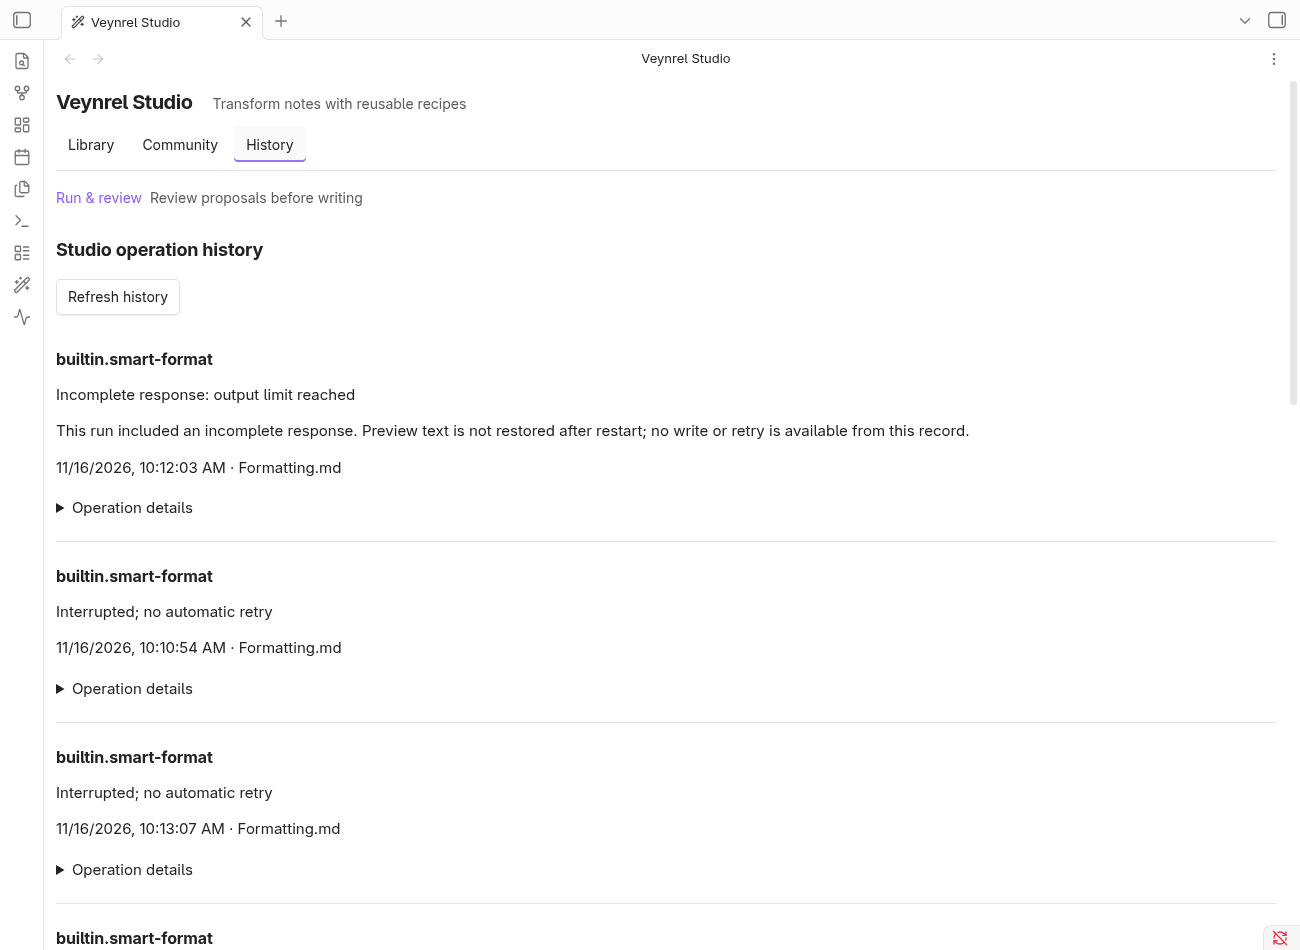 Veynrel Studio
Veynrel Studio
Veynrel Studio Transform notes with reusable recipes
Library Community History
Run & review Review proposals before writing
Studio operation history
Refresh history
builtin.smart-format
Incomplete response: output limit reached
This run included an incomplete response. Preview text is not restored after restart; no write or retry is available from this record.
11/16/2026, 10:12:03 AM · Formatting.md
Operation details
builtin.smart-format
Interrupted; no automatic retry
11/16/2026, 10:10:54 AM · Formatting.md
Operation details
builtin.smart-format
Interrupted; no automatic retry
11/16/2026, 10:13:07 AM · Formatting.md
Operation details
builtin.smart-format